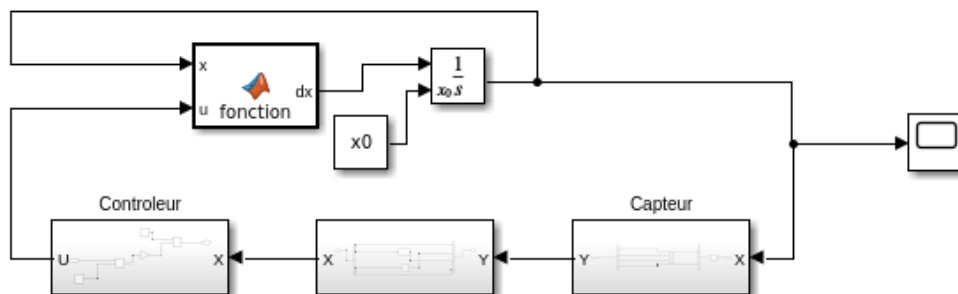 x
u
fonction
dx
1
x₀ s
x0
Controleur
Capteur
U
X
X
Y
Y
X